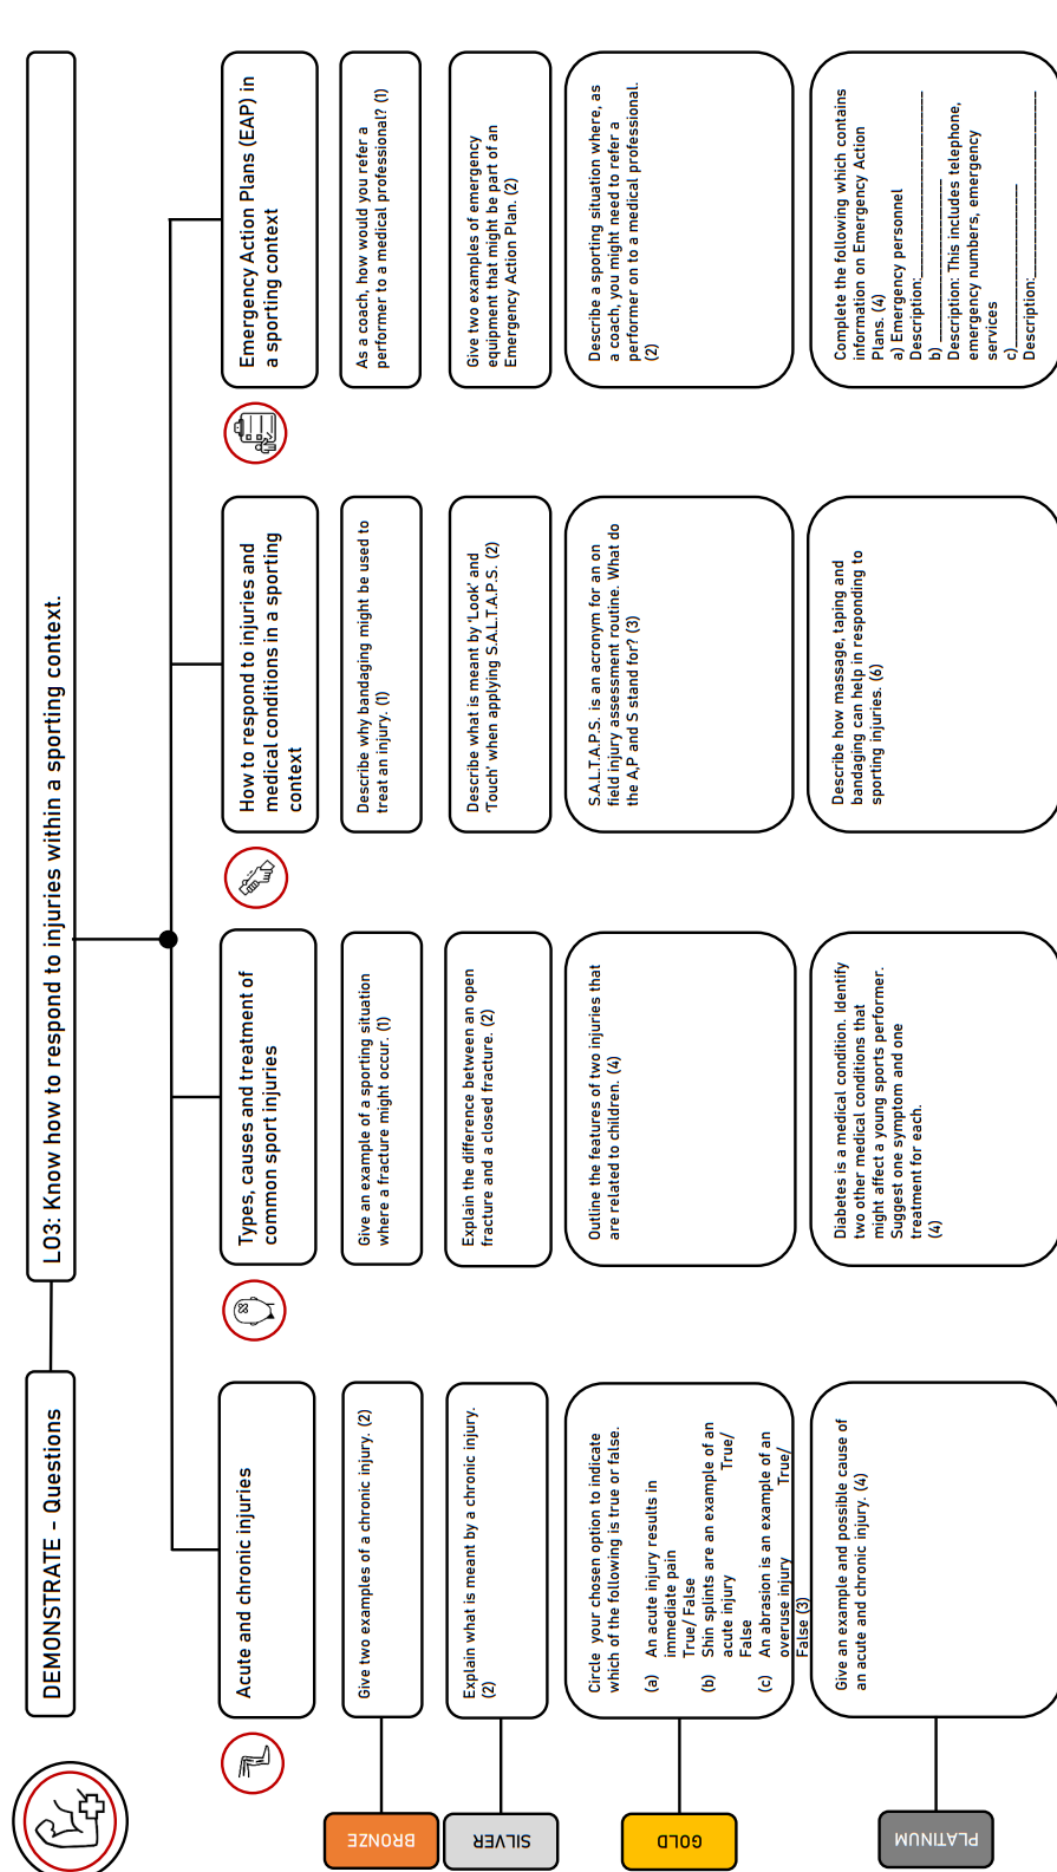 DEMONSTRATE - Questions
LO3: Know how to respond to injuries within a sporting context.
Acute and chronic injuries
Types, causes and treatment of
common sport injuries
How to respond to injuries and
medical conditions in a sporting
context
Emergency Action Plans (EAP) in
a sporting context
BRONZE
Give two examples of a chronic injury. (2)
Give an example of a sporting situation
where a fracture might occur. (1)
Describe why bandaging might be used to
treat an injury. (1)
As a coach, how would you refer a
performer to a medical professional? (1)
SILVER
Explain what is meant by a chronic injury.
(2)
Explain the difference between an open
fracture and a closed fracture. (2)
Describe what is meant by 'Look' and
'Touch' when applying S.A.L.T.A.P.S. (2)
Give two examples of emergency
equipment that might be part of an
Emergency Action Plan. (2)
GOLD
Circle your chosen option to indicate
which of the following is true or false.
(a) An acute injury results in
immediate pain
True/ False
(b) Shin splints are an example of an
acute injury True/
False
(c) An abrasion is an example of an
overuse injury True/
False (3)
Outline the features of two injuries that
are related to children. (4)
S.A.L.T.A.P.S. is an acronym for an on
field injury assessment routine. What do
the A,P and S stand for? (3)
Describe a sporting situation where, as
a coach, you might need to refer a
performer on to a medical professional.
(2)
PLATINUM
Give an example and possible cause of
an acute and chronic injury. (4)
Diabetes is a medical condition. Identify
two other medical conditions that
might affect a young sports performer.
Suggest one symptom and one
treatment for each.
(4)
Describe how massage, taping and
bandaging can help in responding to
sporting injuries. (6)
Complete the following which contains
information on Emergency Action
Plans. (4)
a) Emergency personnel
Description:____________________
b)____________________
Description: This includes telephone,
emergency numbers, emergency
services
c)____________________
Description:____________________